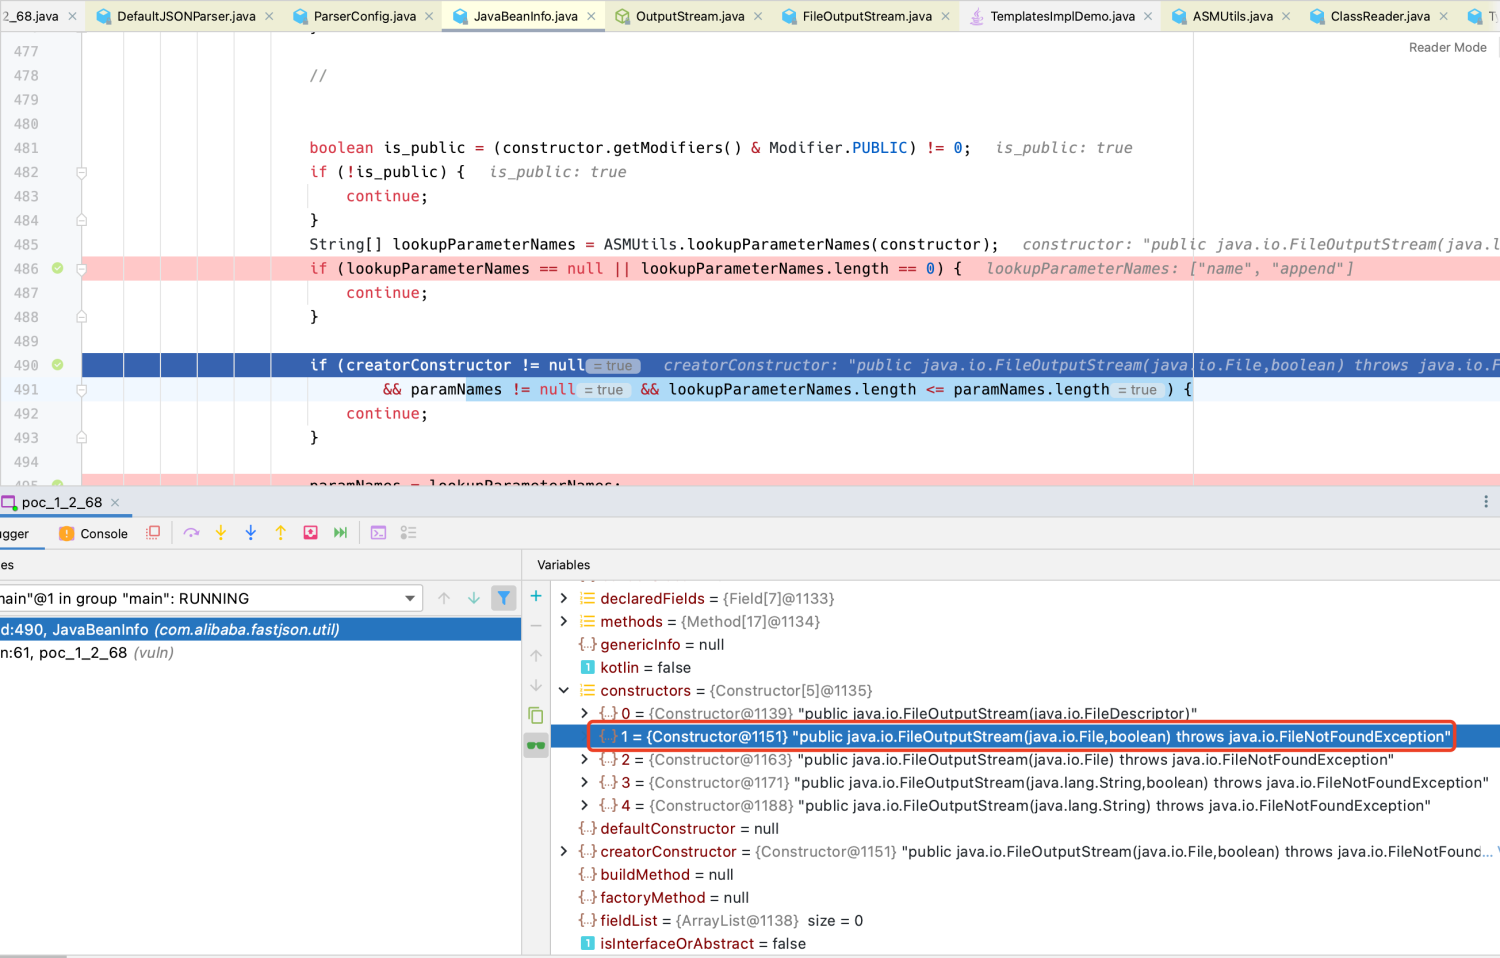 2_68.java × DefaultJSONParser.java × ParserConfig.java × JavaBeanInfo.java × OutputStream.java × FileOutputStream.java × TemplatesImplDemo.java × ASMUtils.java × ClassReader.java ×
Reader Mode
477
478 //
479
480
481 boolean is_public = (constructor.getModifiers() & Modifier.PUBLIC) != 0; is_public: true
482 if (!is_public) { is_public: true
483 continue;
484 }
485 String[] lookupParameterNames = ASMUtils.lookupParameterNames(constructor); constructor: "public java.io.FileOutputStream(java.l
486 if (lookupParameterNames == null || lookupParameterNames.length == 0) { lookupParameterNames: ["name", "append"]
487 continue;
488 }
489
490 if (creatorConstructor != null = true creatorConstructor: "public java.io.FileOutputStream(java.io.File,boolean) throws java.io.F
491 && paramNames != null = true && lookupParameterNames.length <= paramNames.length = true ) {
492 continue;
493 }
494
495 paramNames = lookupParameterNames;
poc_1_2_68 ×
ugger Console
es Variables
main"@1 in group "main": RUNNING
d:490, JavaBeanInfo (com.alibaba.fastjson.util)
n:61, poc_1_2_68 (vuln)
declaredFields = {Field[7]@1133}
methods = {Method[17]@1134}
genericInfo = null
kotlin = false
constructors = {Constructor[5]@1135}
0 = {Constructor@1139} "public java.io.FileOutputStream(java.io.FileDescriptor)"
1 = {Constructor@1151} "public java.io.FileOutputStream(java.io.File,boolean) throws java.io.FileNotFoundException"
2 = {Constructor@1163} "public java.io.FileOutputStream(java.io.File) throws java.io.FileNotFoundException"
3 = {Constructor@1171} "public java.io.FileOutputStream(java.lang.String,boolean) throws java.io.FileNotFoundException"
4 = {Constructor@1188} "public java.io.FileOutputStream(java.lang.String) throws java.io.FileNotFoundException"
defaultConstructor = null
creatorConstructor = {Constructor@1151} "public java.io.FileOutputStream(java.io.File,boolean) throws java.io.FileNotFound...
buildMethod = null
factoryMethod = null
fieldList = {ArrayList@1138} size = 0
isInterfaceOrAbstract = false